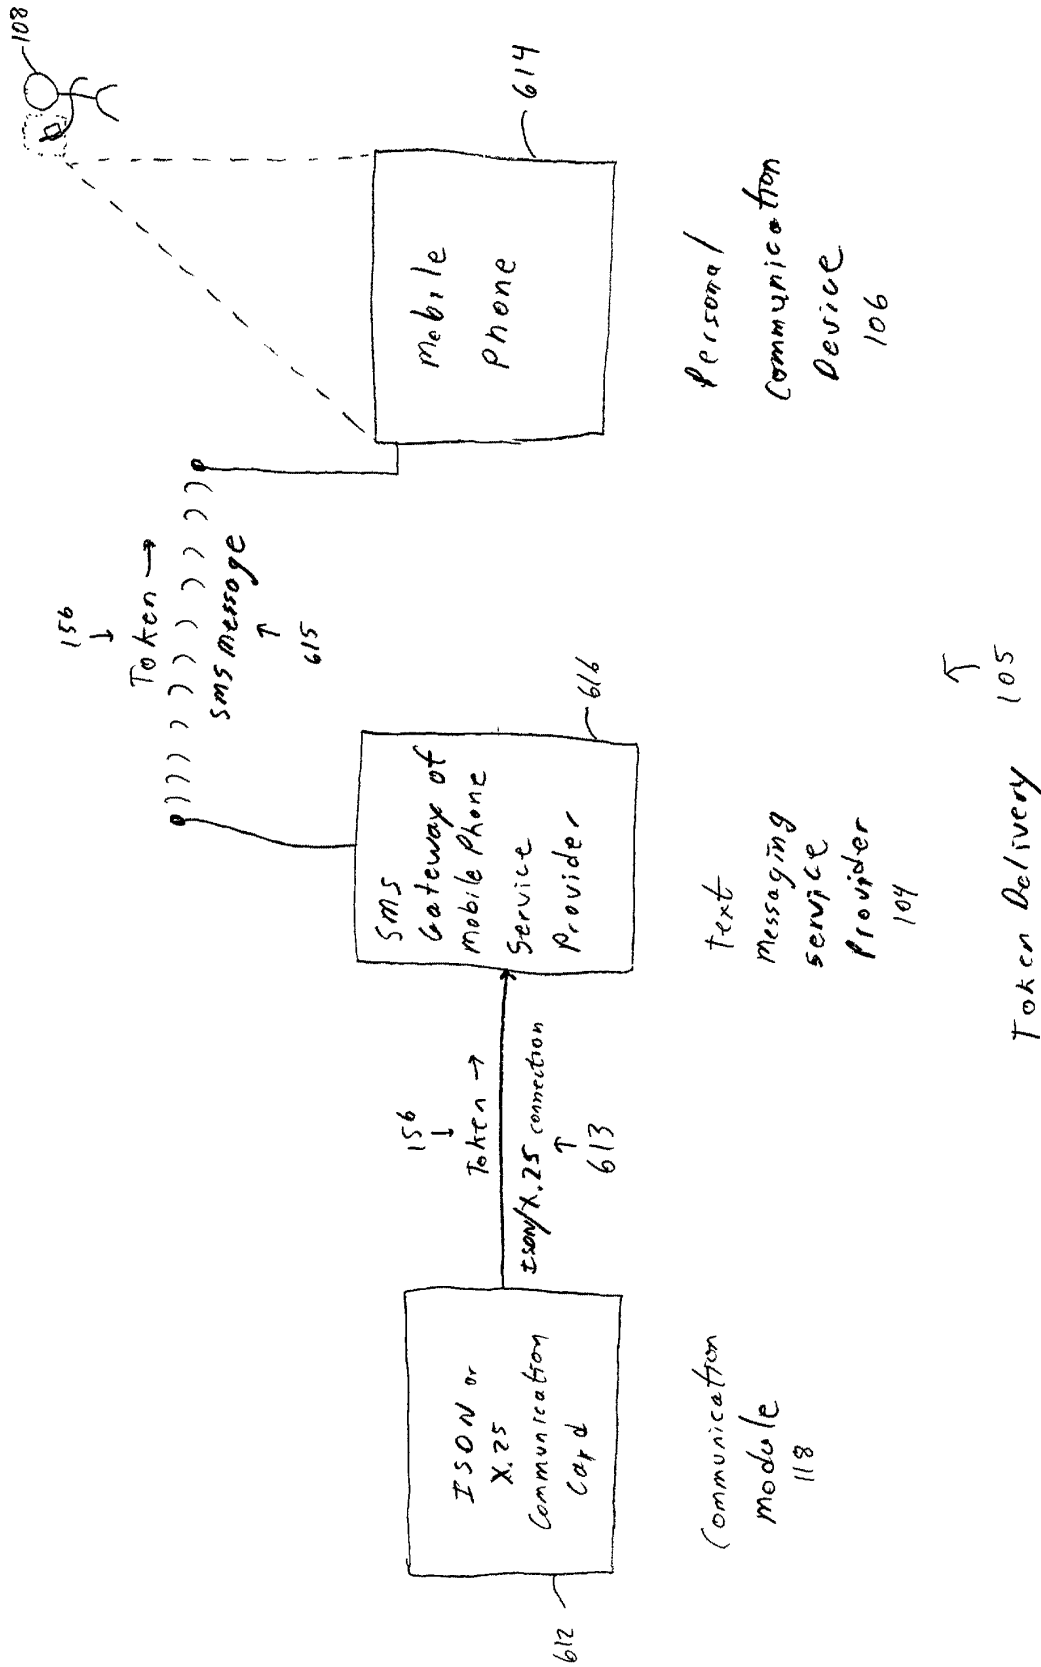 108
156
↓
Token →
SMS Message
↑
615
614
Mobile
Phone
Personal
Communication
Device
106
616
SMS
Gateway of
Mobile Phone
Service
Provider
Text
Messaging
Service
Provider
104
156
↓
Token →
ISDN/X.25 connection
↑
613
612
ISDN or
X.25
Communication
Card
Communication
Module
118
Token Delivery
↑
105